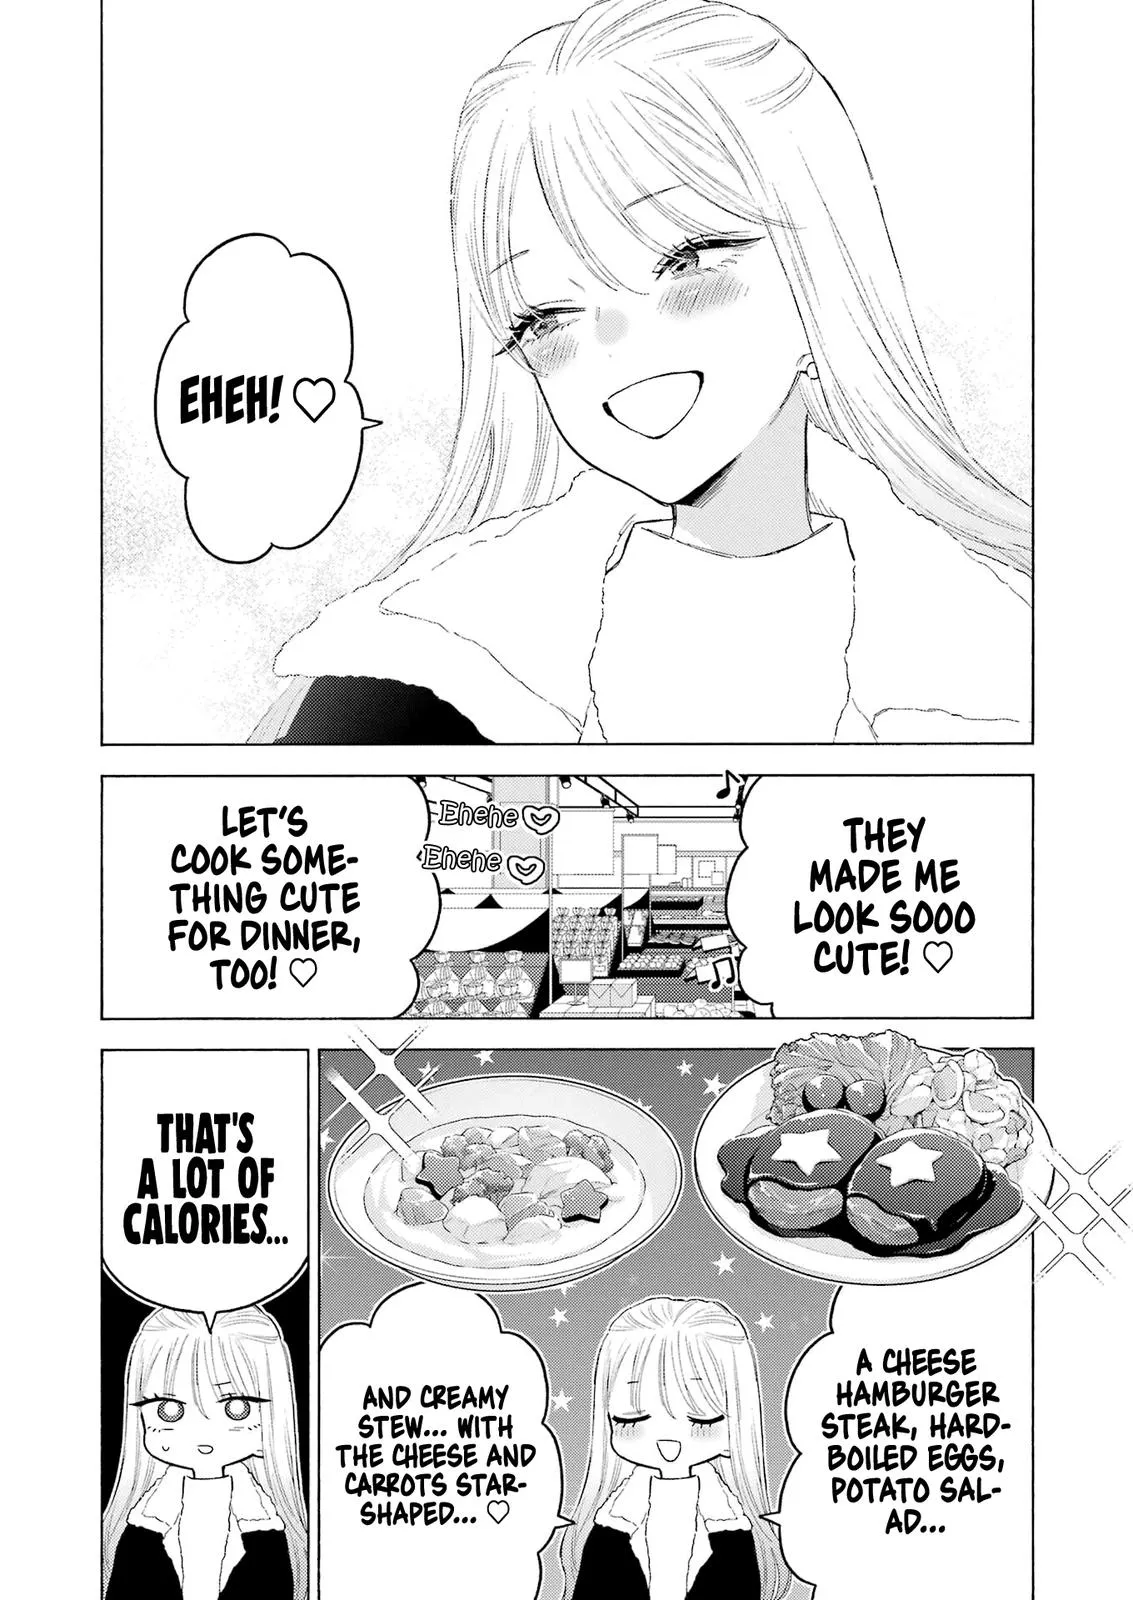 EHEH! ♡
THEY
MADE ME
LOOK SOOO
CUTE! ♡
Ehehe
Ehehe
LET'S
COOK SOME-
THING CUTE
FOR DINNER,
TOO! ♡
A CHEESE
HAMBURGER
STEAK, HARD-
BOILED EGGS,
POTATO SAL-
AD...
AND CREAMY
STEW... WITH
THE CHEESE AND
CARROTS STAR-
SHAPED... ♡
THAT'S
A LOT OF
CALORIES...